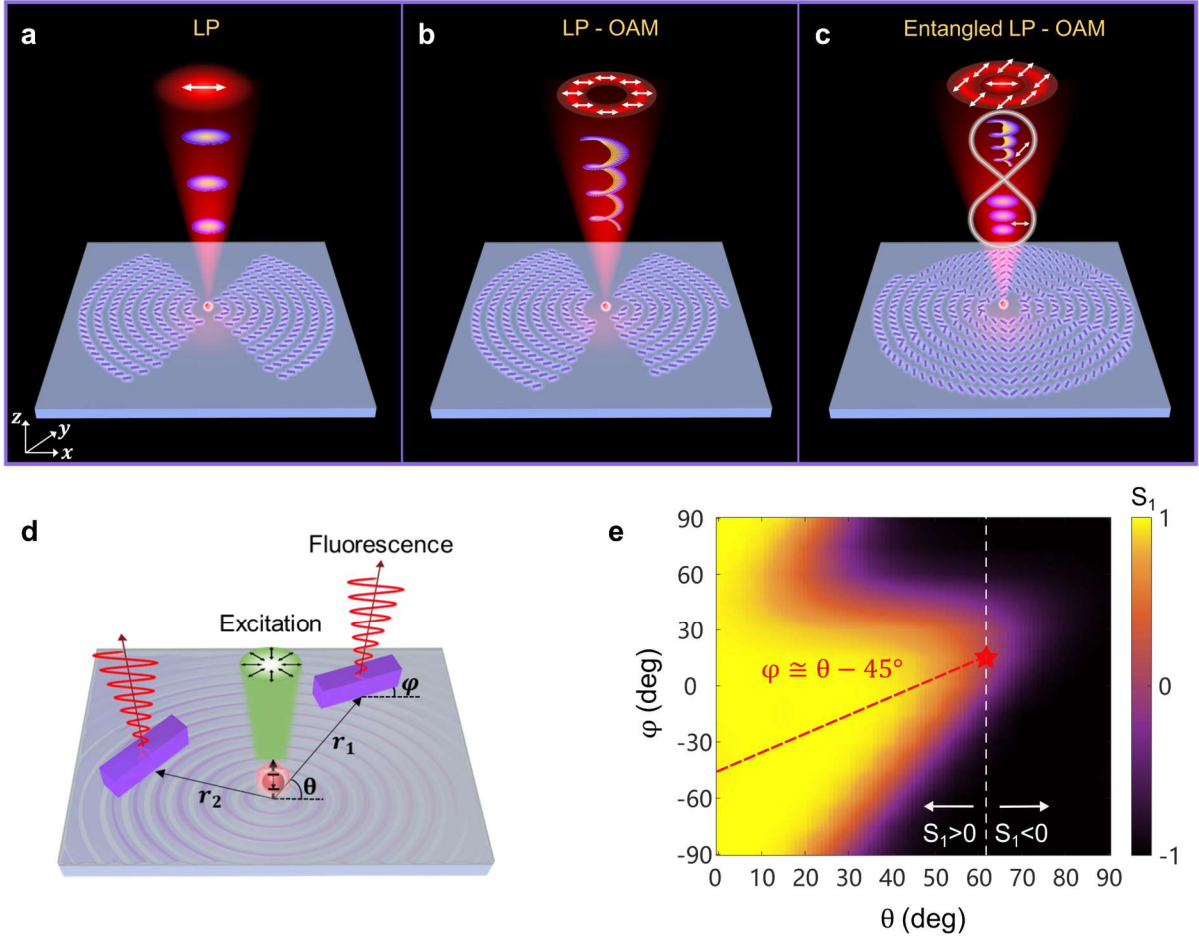 a
LP
b
LP - OAM
c
Entangled LP - OAM
z
y
x
d
Fluorescence
Excitation
φ
r₁
θ
r₂
e
S₁
1
0
-1
90
60
30
0
-30
-60
-90
φ (deg)
φ ≅ θ − 45°
S₁>0
S₁<0
0 10 20 30 40 50 60 70 80 90
θ (deg)